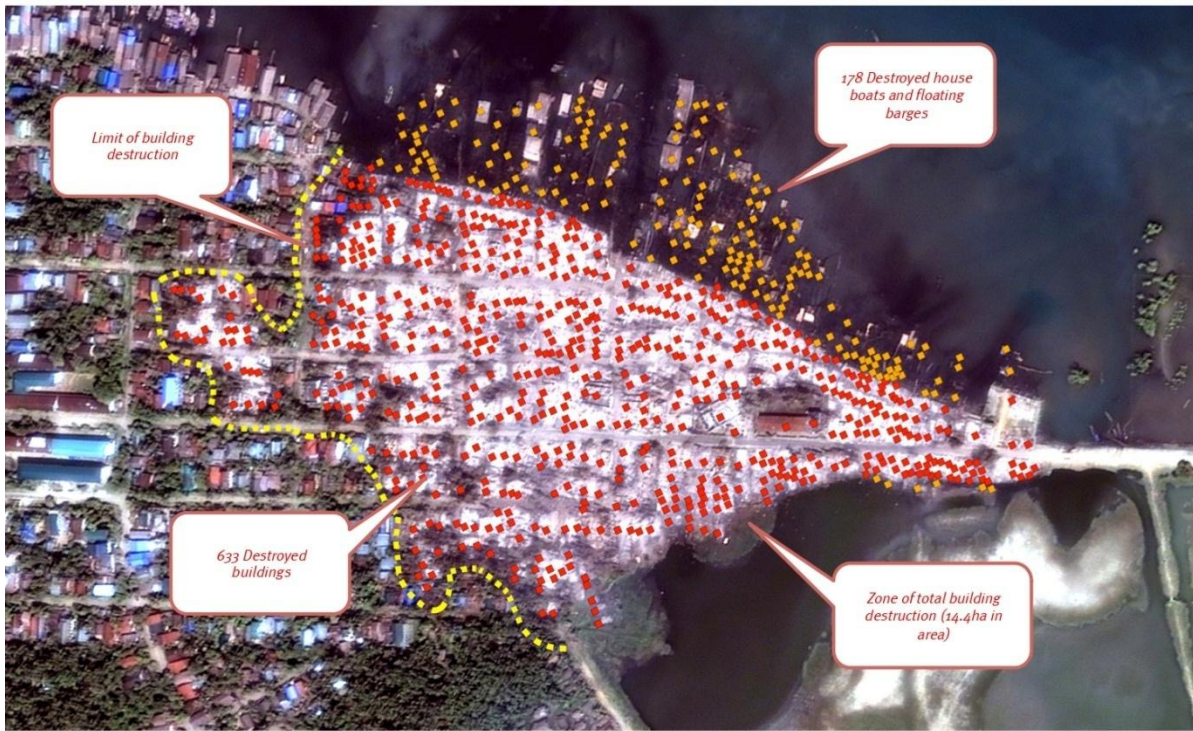 Limit of building
destruction
178 Destroyed house
boats and floating
barges
633 Destroyed
buildings
Zone of total building
destruction (14.4ha in
area)